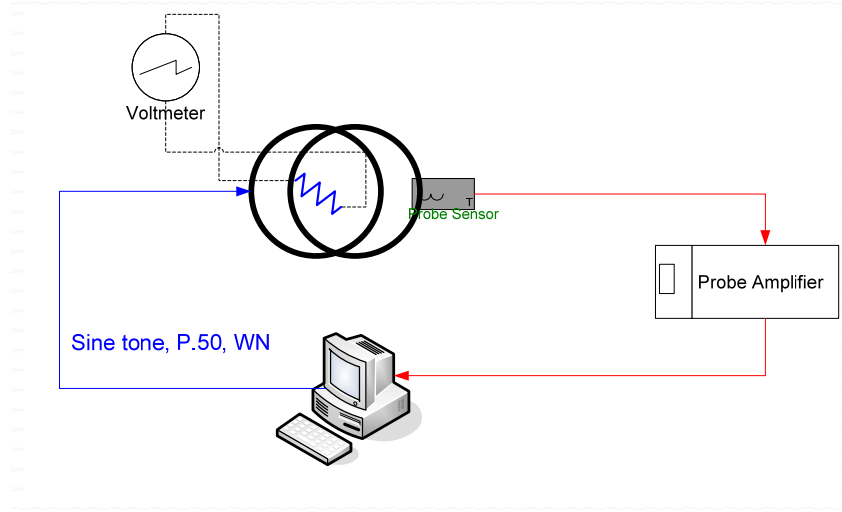 Voltmeter
T
Probe Sensor
Probe Amplifier
Sine tone, P.50, WN